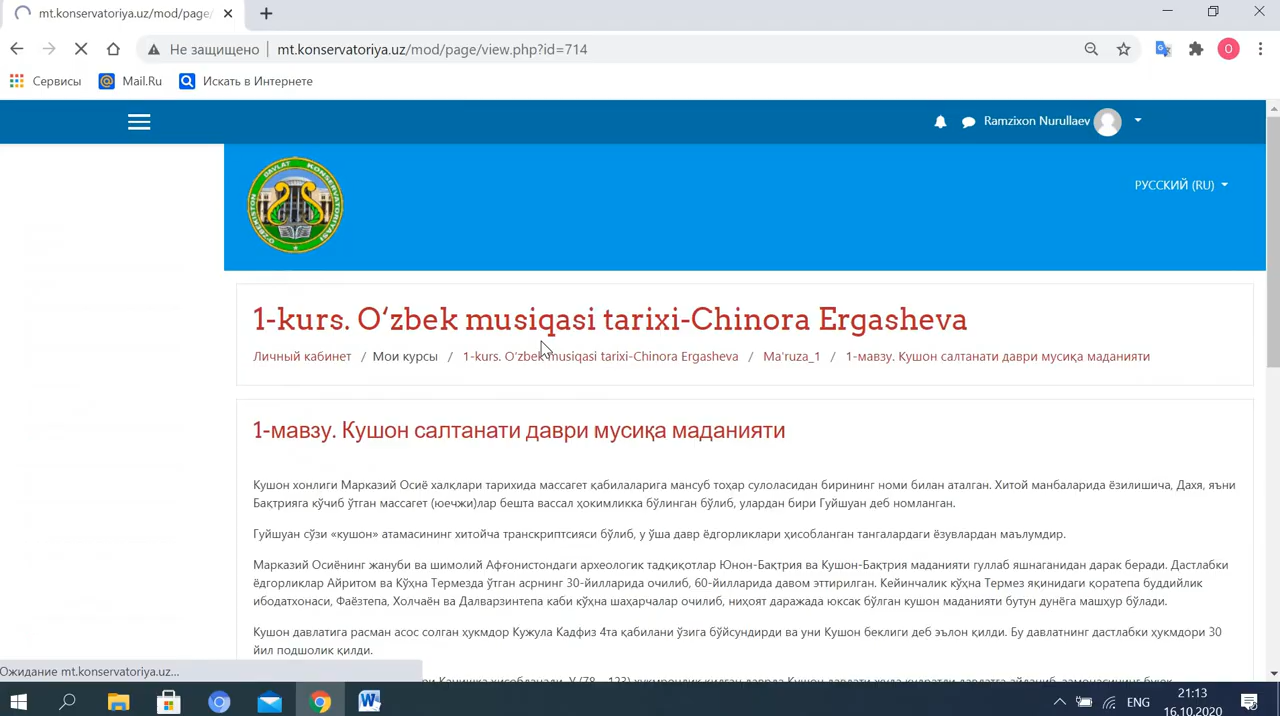 mt.konservatoriya.uz/mod/page/
Не защищено
mt.konservatoriya.uz/mod/page/view.php?id=714
O
Сервисы
Mail.Ru
Искать в Интернете
Ramzixon Nurullaev
РУССКИЙ (RU)
1-kurs. O‘zbek musiqasi tarixi-Chinora Ergasheva
Личный кабинет / Мои курсы / 1-kurs. O‘zbek musiqasi tarixi-Chinora Ergasheva / Ma'ruza_1 / 1-мавзу. Кушон салтанати даври мусиқа маданияти
1-мавзу. Кушон салтанати даври мусиқа маданияти
Кушон хонлиги Марказий Осиё халқлари тарихида массагет қабилаларига мансуб тоҳар сулоласидан бирининг номи билан аталган. Хитой манбаларида ёзилишича, Дахя, яъни
Бақтрияга кўчиб ўтган массагет (юечжи)лар бешта вассал ҳокимликка бўлинган бўлиб, улардан бири Гуйшуан деб номланган.
Гуйшуан сўзи «кушон» атамасининг хитойча транскриптсияси бўлиб, у ўша давр ёдгорликлари ҳисобланган тангалардаги ёзувлардан маълумдир.
Марказий Осиёнинг жануби ва шимолий Афғонистондаги археологик тадқиқотлар Юнон-Бақтрия ва Кушон-Бақтрия маданияти гуллаб яшнаганидан дарак беради. Дастлабки
ёдгорликлар Айритом ва Кўҳна Термезда ўтган асрнинг 30-йилларида очилиб, 60-йилларида давом эттирилган. Кейинчалик кўҳна Термез яқинидаги қоратепа буддийлик
ибодатхонаси, Фаёзтепа, Холчаён ва Далварзинтепа каби кўҳна шаҳарчалар очилиб, ниҳоят даражада юксак бўлган кушон маданияти бутун дунёга машҳур бўлади.
Кушон давлатига расман асос солган ҳукмдор Кужула Кадфиз 4та қабилани ўзига бўйсундирди ва уни Кушон беклиги деб эълон қилди. Бу давлатнинг дастлабки ҳукмдори 30
йил подшолик қилди.
Ожидание mt.konservatoriya.uz...
ENG
21:13
16.10.2020